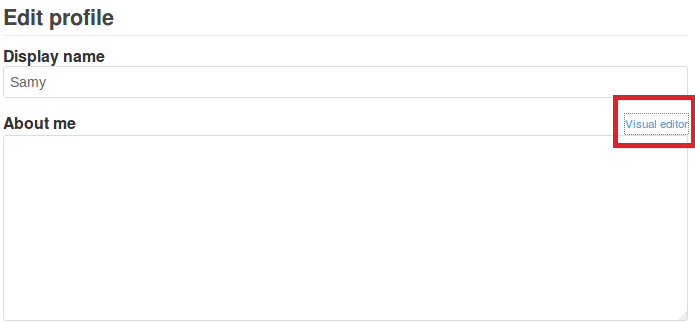 Edit profile
Display name
Samy
About me
Visual editor